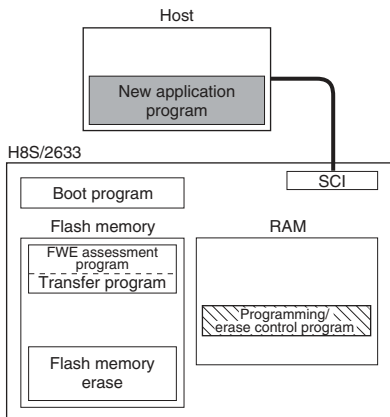 Host
New application
program
H8S/2633
SCI
Boot program
Flash memory
RAM
FWE assessment
program
Transfer program
Programming/
erase control program
Flash memory
erase